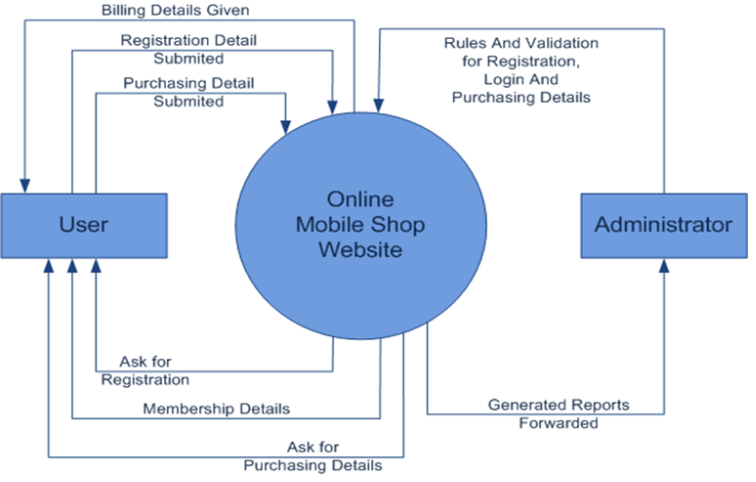 Billing Details Given
Registration Detail
Submited
Purchasing Detail
Submited
Rules And Validation
for Registration,
Login And
Purchasing Details
User
Online
Mobile Shop
Website
Administrator
Ask for
Registration
Membership Details
Ask for
Purchasing Details
Generated Reports
Forwarded